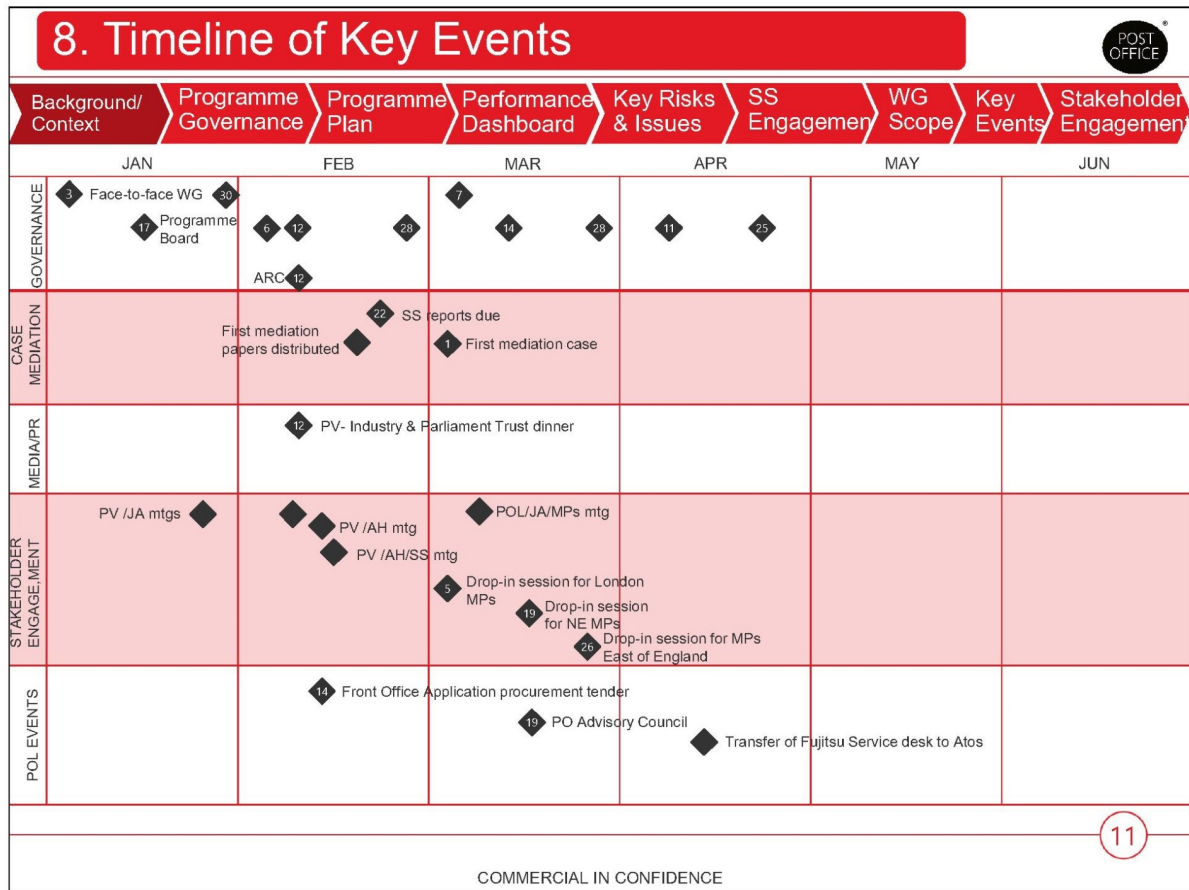 8. Timeline of Key Events
POST
OFFICE
®
Background/
Context
Programme
Governance
Programme
Plan
Performance
Dashboard
Key Risks
& Issues
SS
Engagemen
WG
Scope
Key
Events
Stakeholder
Engagement
JAN
FEB
MAR
APR
MAY
JUN
GOVERNANCE
3
Face-to-face WG
30
7
17
Programme
Board
6
12
28
14
28
11
25
ARC
12
CASE
MEDIATION
22
SS reports due
First mediation
papers distributed
1
First mediation case
MEDIA/PR
12
PV- Industry & Parliament Trust dinner
STAKEHOLDER
ENGAGE,MENT
PV /JA mtgs
POL/JA/MPs mtg
PV /AH mtg
PV /AH/SS mtg
5
Drop-in session for London
MPs
19
Drop-in session
for NE MPs
26
Drop-in session for MPs
East of England
POL EVENTS
14
Front Office Application procurement tender
19
PO Advisory Council
Transfer of Fujitsu Service desk to Atos
11
COMMERCIAL IN CONFIDENCE